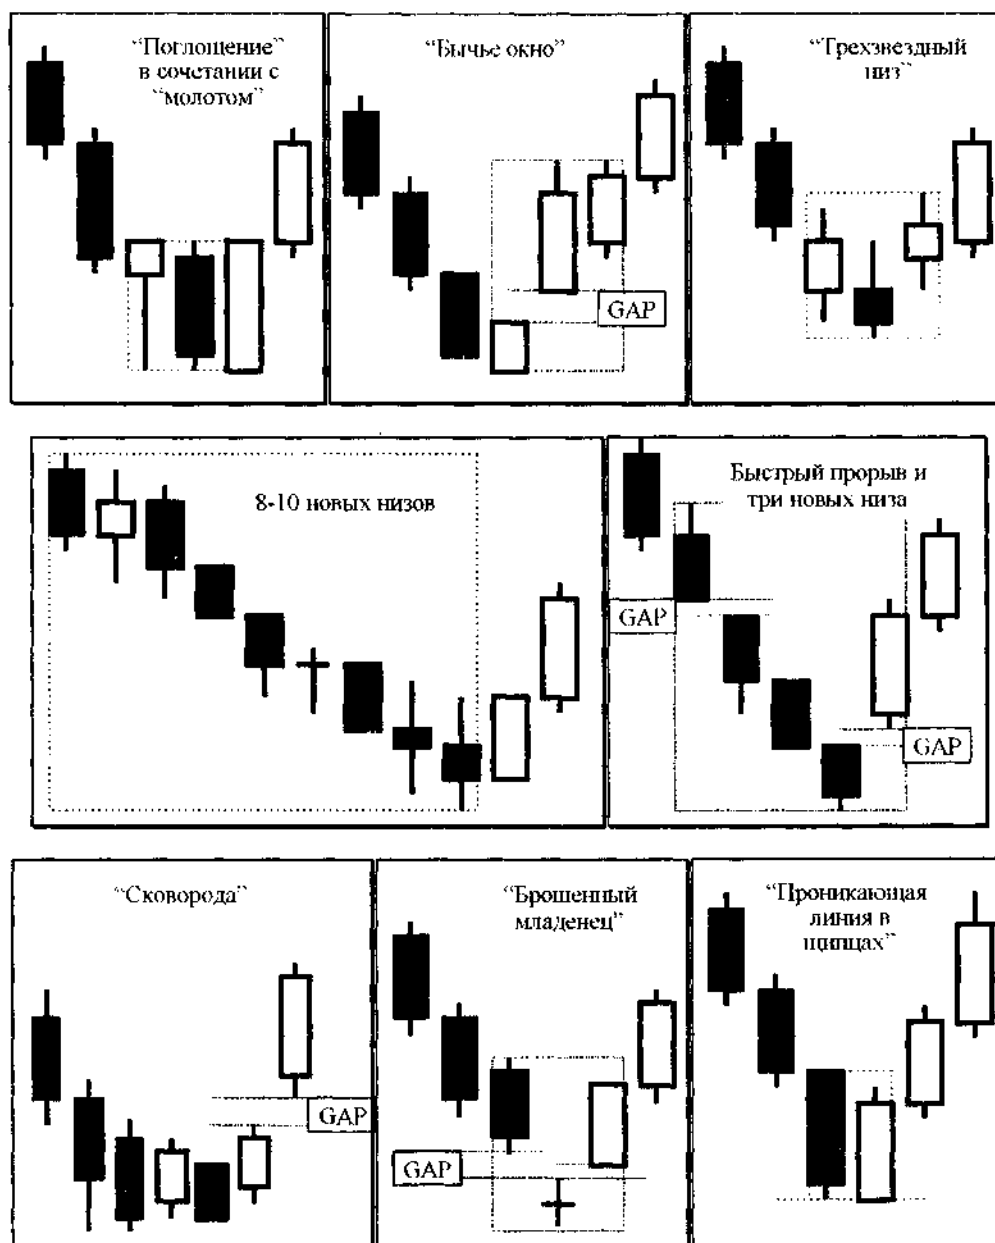 “Поглощение”
в сочетании с
“молотом”
“Бычье окно”
GAP
“Трехзвездный
низ”
8-10 новых низов
Быстрый прорыв и
три новых низа
GAP
GAP
“Сковорода”
GAP
“Брошенный
младенец”
GAP
“Проникающая
линия в
щипцах”